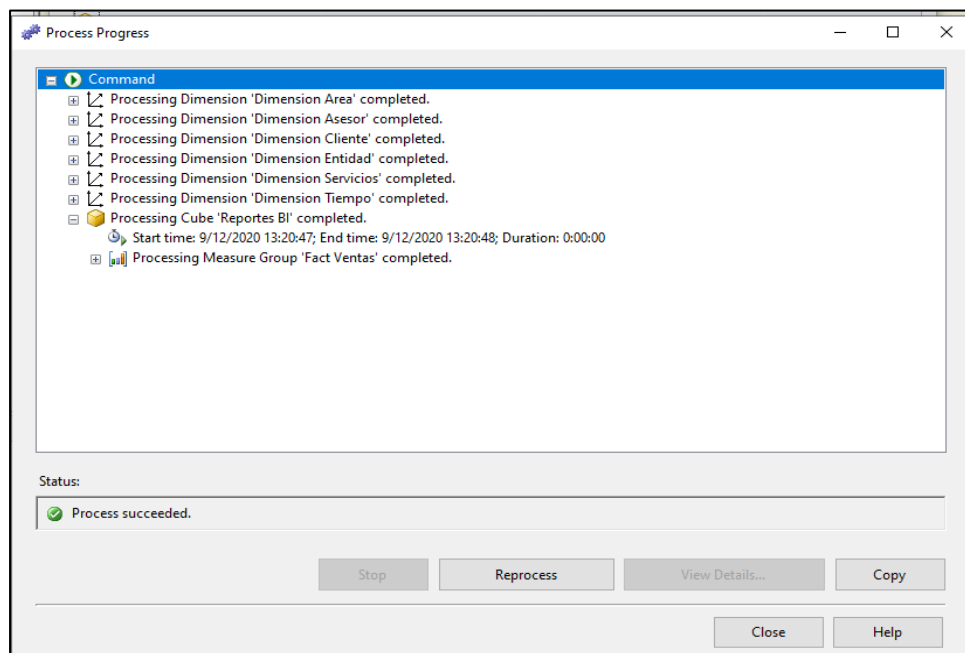 Process Progress
Command
Processing Dimension 'Dimension Area' completed.
Processing Dimension 'Dimension Asesor' completed.
Processing Dimension 'Dimension Cliente' completed.
Processing Dimension 'Dimension Entidad' completed.
Processing Dimension 'Dimension Servicios' completed.
Processing Dimension 'Dimension Tiempo' completed.
Processing Cube 'Reportes BI' completed.
Start time: 9/12/2020 13:20:47; End time: 9/12/2020 13:20:48; Duration: 0:00:00
Processing Measure Group 'Fact Ventas' completed.
Status:
Process succeeded.
Stop Reprocess View Details... Copy
Close Help